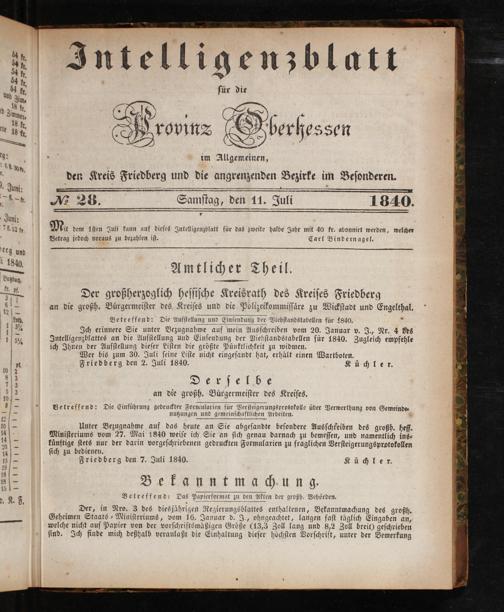 Intelligenzblatt
für die
Provinz Oberhessen
im Allgemeinen,
den Kreis Friedberg und die angrenzenden Bezirke im Besonderen.
№ 28. Samstag, den 11. Juli 1840.
Mit dem 1sten Juli kann auf dieses Intelligenzblatt für das zweite halbe Jahr mit 40 kr. abonnirt werden, welcher
Betrag jedoch voraus zu bezahlen ist. Carl Bindernagel.
Amtlicher Theil.
Der großherzoglich hessische Kreisrath des Kreises Friedberg
an die großh. Bürgermeister des Kreises und die Polizeikommissäre zu Wickstadt und Engelthal.
Betreffend: Die Aufstellung und Einsendung der Viehstandstabellen für 1840.
Ich erinnere Sie unter Bezugnahme auf mein Ausschreiben vom 20. Januar v. J., Nr. 4 des
Intelligenzblattes an die Aufstellung und Einsendung der Viehstandstabellen für 1840. Zugleich empfehle
ich Ihnen der Aufstellung dieser Listen die größte Pünktlichkeit zu widmen.
Wer bis zum 30. Juli seine Liste nicht eingesandt hat, erhält einen Wartboten.
Friedberg den 2. Juli 1840. Küchler.
Derselbe
an die großh. Bürgermeister des Kreises.
Betreffend: Die Einführung gedruckter Formularien für Versteigerungsprotokolle über Verwerthung von Gemeinds-
nutzungen und gemeinheitlichen Arbeiten.
Unter Bezugnahme auf das heute an Sie abgesandte besondere Ausschreiben des großh. hess.
Ministeriums vom 27. Mai 1840 weise ich Sie an sich genau darnach zu bemessen, und namentlich ins-
künftige stets nur der darin vorgeschriebenen gedruckten Formularien zu fraglichen Versteigerungsprotokollen
sich zu bedienen.
Friedberg den 7. Juli 1840. Küchler.
Bekanntmachung.
Betreffend: Das Papierformat zu den Akten der großh. Behörden.
Der, in Nro. 3 des diesjährigen Regierungsblattes enthaltenen, Bekanntmachung des großh.
Geheimen Staats-Ministeriums, vom 16. Januar d. J., ohngeachtet, langen fast täglich Eingaben an,
welche nicht auf Papier von der vorschriftsmäßigen Größe (13,3 Zoll lang und 8,2 Zoll breit) geschrieben
sind. Ich finde mich deßhalb veranlaßt die Einhaltung dieser höchsten Vorschrift, unter der Bemerkung